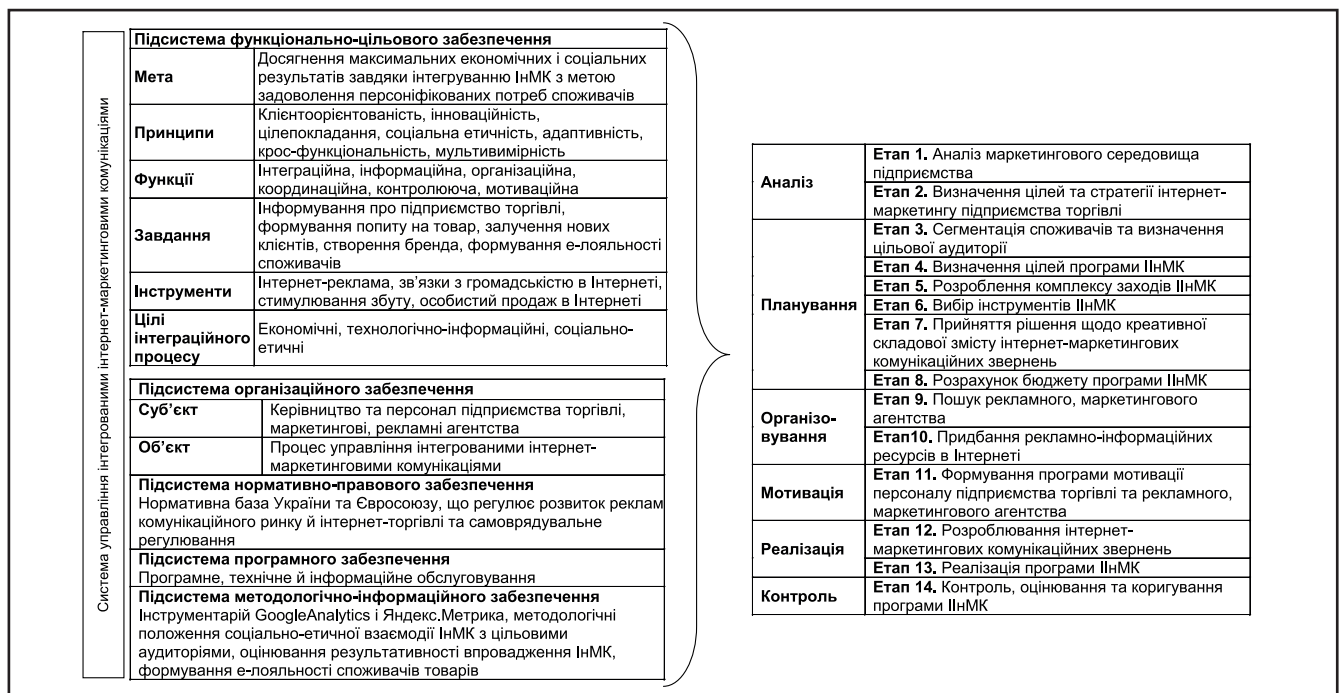 Система управління інтегрованими інтернет-маркетинговими комунікаціями
Підсистема функціонально-цільового забезпечення
Мета
Досягнення максимальних економічних і соціальних
результатів завдяки інтегруванню ІнМК з метою
задоволення персоніфікованих потреб споживачів
Принципи
Клієнтоорієнтованість, інноваційність,
цілепокладання, соціальна етичність, адаптивність,
крос-функціональність, мультивимірність
Функції
Інтеграційна, інформаційна, організаційна,
координаційна, контролююча, мотиваційна
Завдання
Інформування про підприємство торгівлі,
формування попиту на товар, залучення нових
клієнтів, створення бренда, формування е-лояльності
споживачів
Інструменти
Інтернет-реклама, зв’язки з громадськістю в Інтернеті,
стимулювання збуту, особистий продаж в Інтернеті
Цілі
інтеграційного
процесу
Економічні, технологічно-інформаційні, соціально-
етичні
Підсистема організаційного забезпечення
Суб’єкт
Керівництво та персонал підприємства торгівлі,
маркетингові, рекламні агентства
Об’єкт
Процес управління інтегрованими інтернет-
маркетинговими комунікаціями
Підсистема нормативно-правового забезпечення
Нормативна база України та Євросоюзу, що регулює розвиток реклам
комунікаційного ринку й інтернет-торгівлі та самоврядувальне
регулювання
Підсистема програмного забезпечення
Програмне, технічне й інформаційне обслуговування
Підсистема методологічно-інформаційного забезпечення
Інструментарій GoogleAnalytics і Яндекс.Метрика, методологічні
положення соціально-етичної взаємодії ІнМК з цільовими
аудиторіями, оцінювання результативності впровадження ІнМК,
формування е-лояльності споживачів товарів
Аналіз
Етап 1. Аналіз маркетингового середовища
підприємства
Етап 2. Визначення цілей та стратегії інтернет-
маркетингу підприємства торгівлі
Планування
Етап 3. Сегментація споживачів та визначення
цільової аудиторії
Етап 4. Визначення цілей програми ІІнМК
Етап 5. Розроблення комплексу заходів ІІнМК
Етап 6. Вибір інструментів ІІнМК
Етап 7. Прийняття рішення щодо креативної
складової змісту інтернет-маркетингових
комунікаційних звернень
Етап 8. Розрахунок бюджету програми ІІнМК
Організо-
вування
Етап 9. Пошук рекламного, маркетингового
агентства
Етап10. Придбання рекламно-інформаційних
ресурсів в Інтернеті
Мотивація
Етап 11. Формування програми мотивації
персоналу підприємства торгівлі та рекламного,
маркетингового агентства
Реалізація
Етап 12. Розроблювання інтернет-
маркетингових комунікаційних звернень
Етап 13. Реалізація програми ІІнМК
Контроль
Етап 14. Контроль, оцінювання та коригування
програми ІІнМК